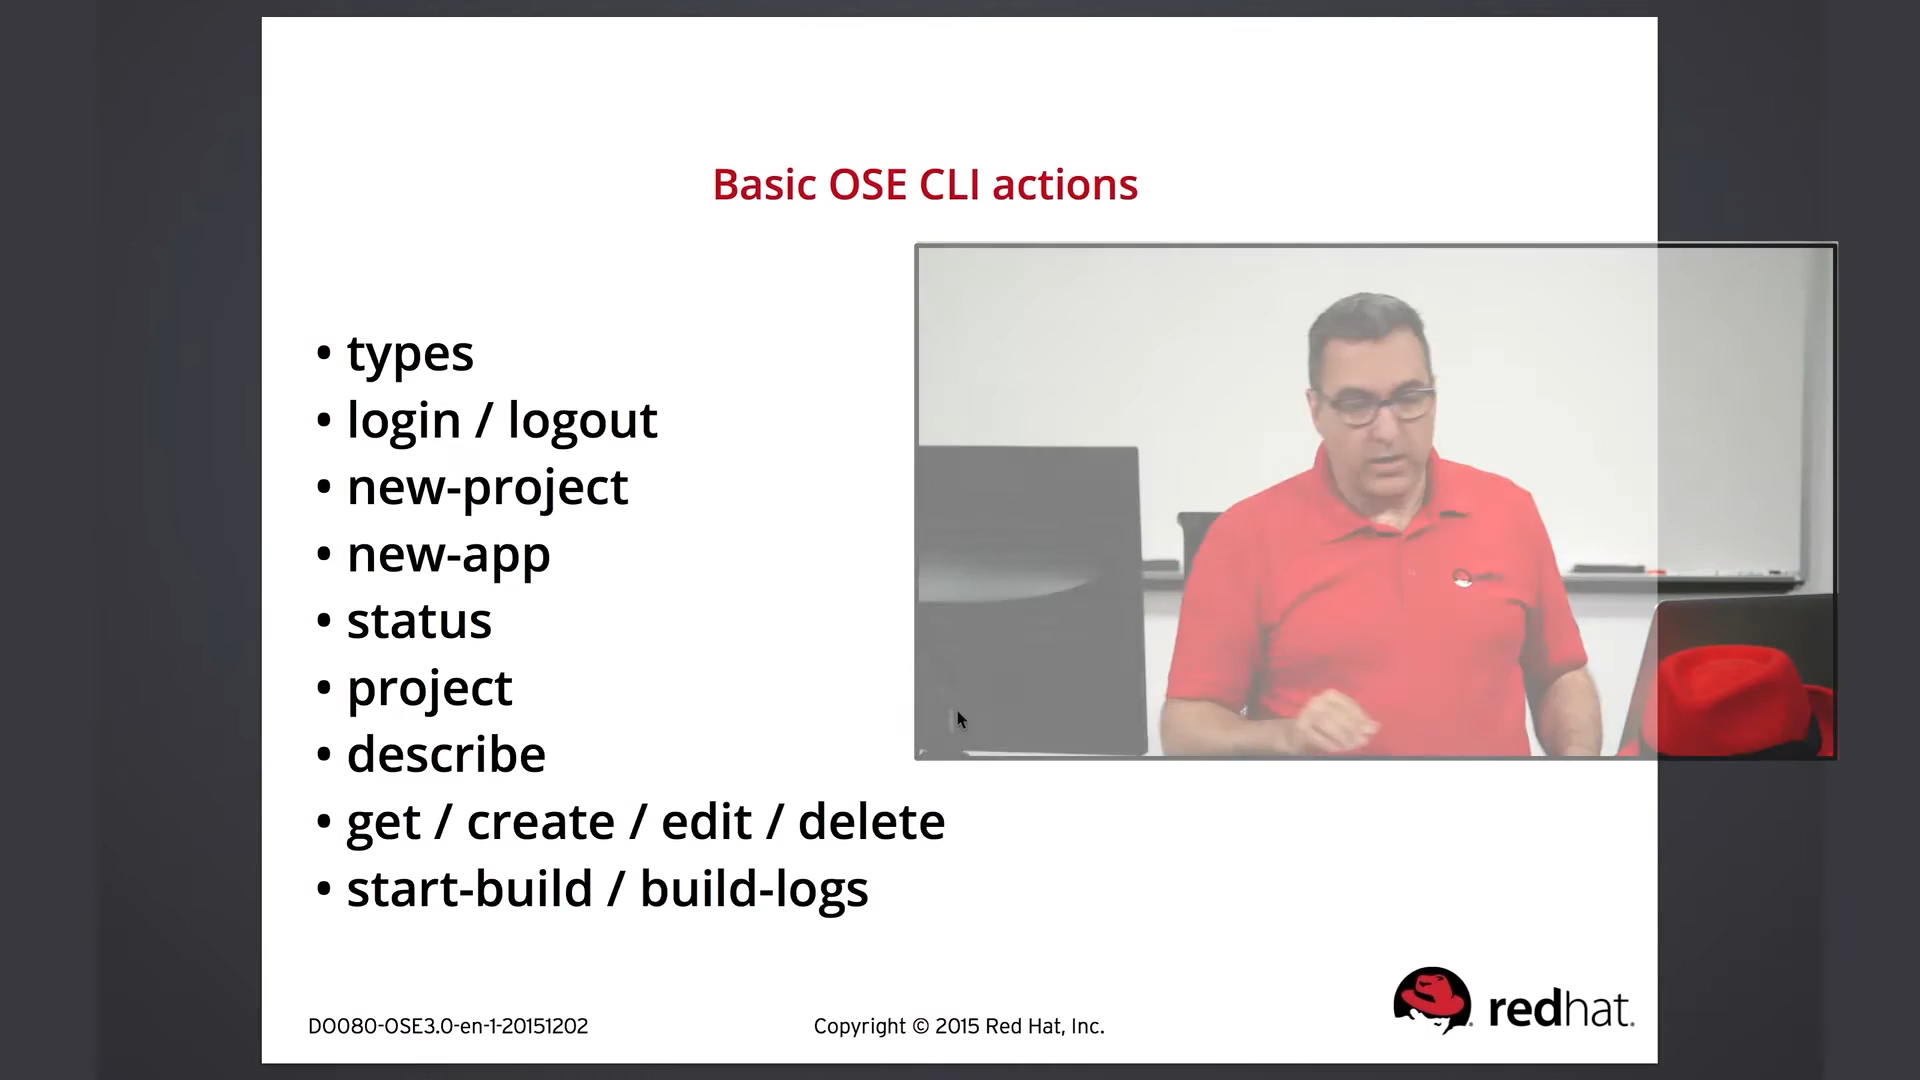 Basic OSE CLI actions
• types
• login / logout
• new-project
• new-app
• status
• project
• describe
• get / create / edit / delete
• start-build / build-logs
DO080-OSE3.0-en-1-20151202
Copyright © 2015 Red Hat, Inc.
redhat.